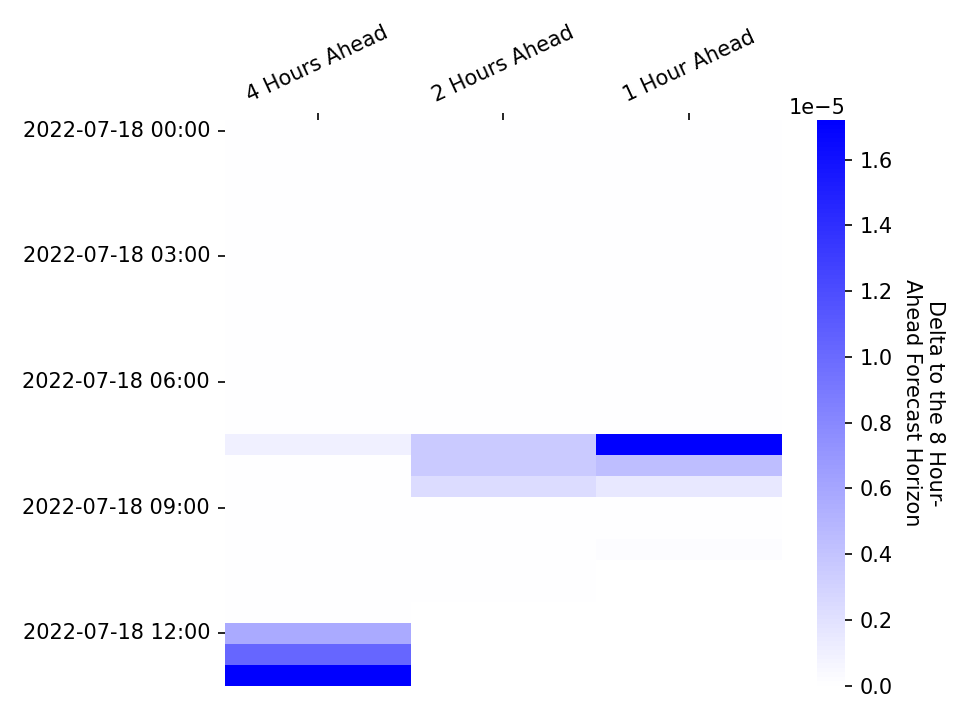 4 Hours Ahead
2 Hours Ahead
1 Hour Ahead
1e−5
2022-07-18 00:00
2022-07-18 03:00
2022-07-18 06:00
2022-07-18 09:00
2022-07-18 12:00
1.6
1.4
1.2
1.0
0.8
0.6
0.4
0.2
0.0
Delta to the 8 Hour-
Ahead Forecast Horizon